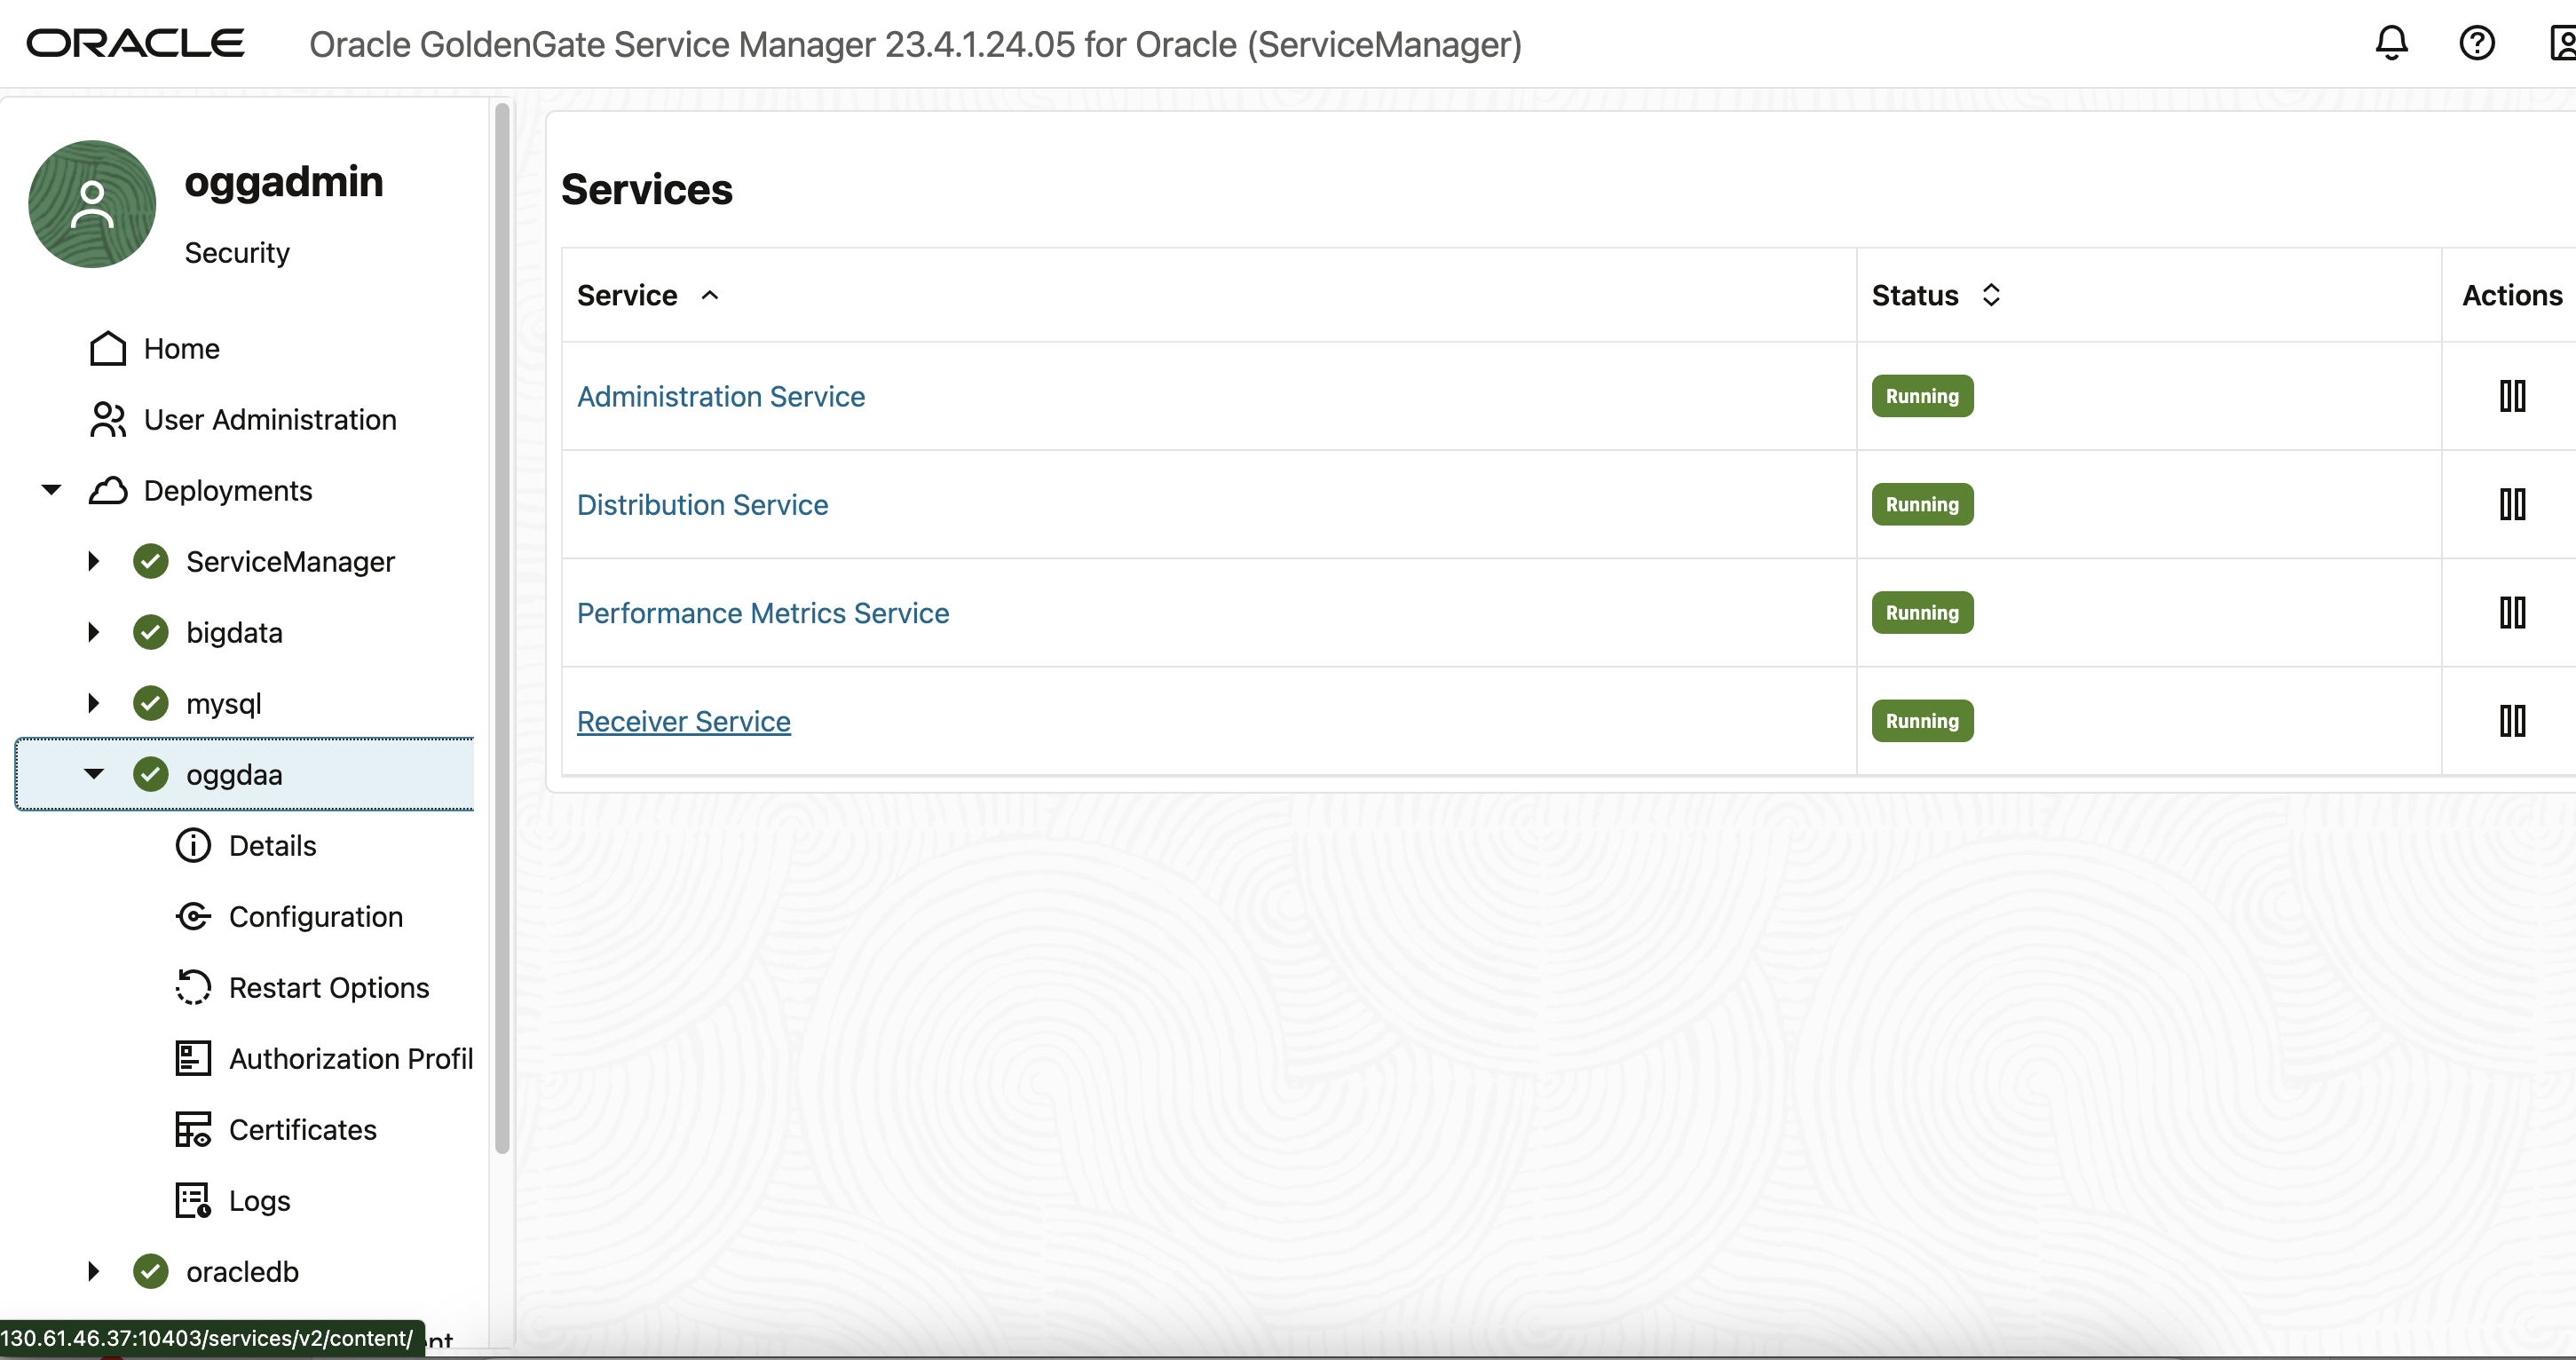 ORACLE
Oracle GoldenGate Service Manager 23.4.1.24.05 for Oracle (ServiceManager)
oggadmin
Security
Home
User Administration
Deployments
ServiceManager
bigdata
mysql
oggdaa
Details
Configuration
Restart Options
Authorization Profil
Certificates
Logs
oracledb
130.61.46.37:10403/services/v2/content/
Services
Service Status Actions
Administration Service Running
Distribution Service Running
Performance Metrics Service Running
Receiver Service Running